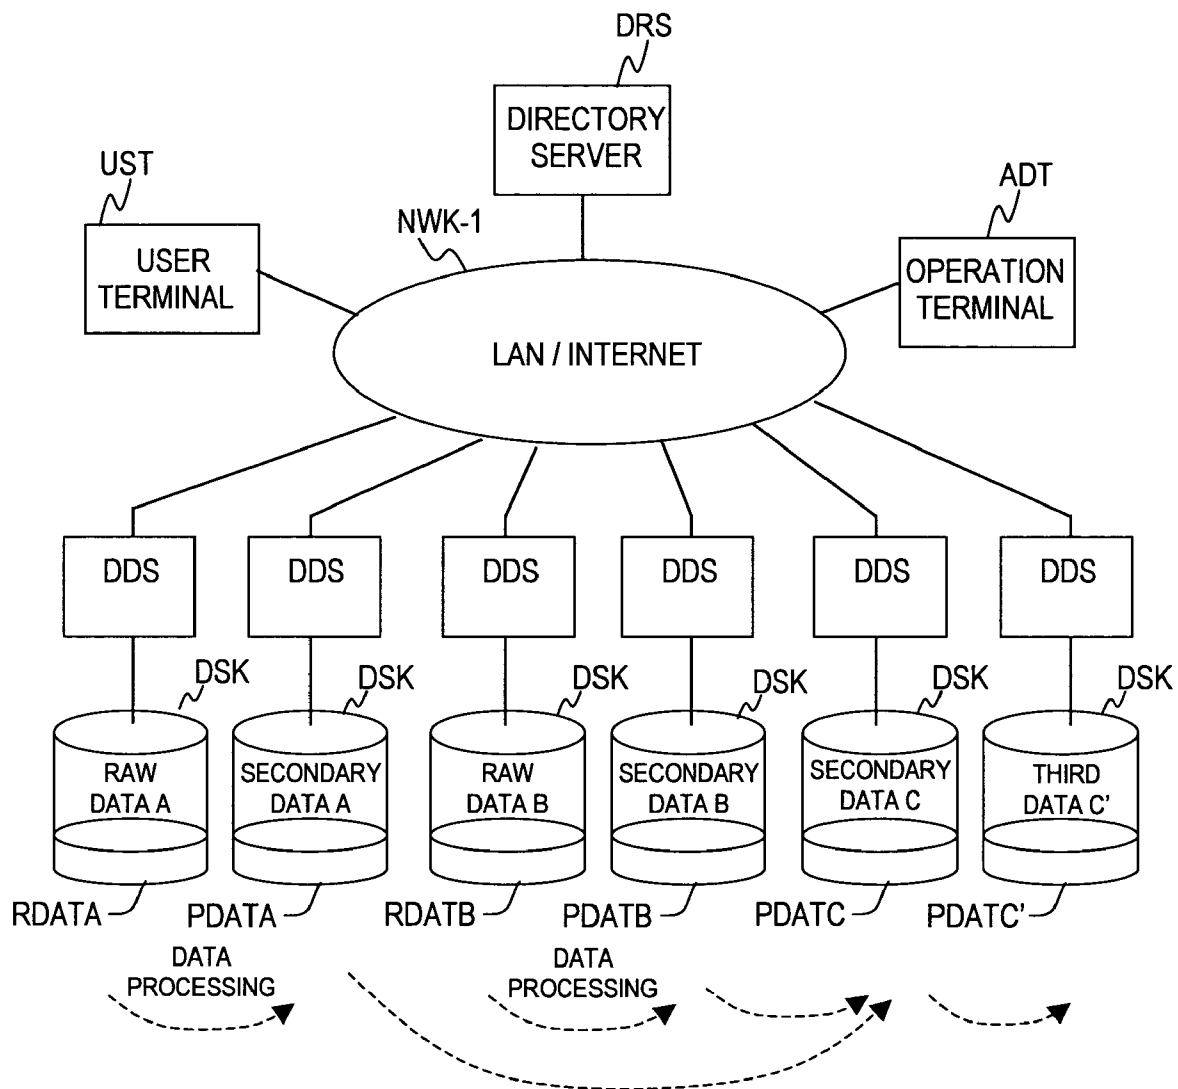 DRS
DIRECTORY
SERVER
UST
ADT
NWK-1
USER
TERMINAL
OPERATION
TERMINAL
LAN / INTERNET
DDS
DDS
DDS
DDS
DDS
DDS
DSK
DSK
DSK
DSK
DSK
DSK
RAW
DATA A
SECONDARY
DATA A
RAW
DATA B
SECONDARY
DATA B
SECONDARY
DATA C
THIRD
DATA C'
RDATA
PDATA
RDATB
PDATB
PDATC
PDATC'
DATA
PROCESSING
DATA
PROCESSING